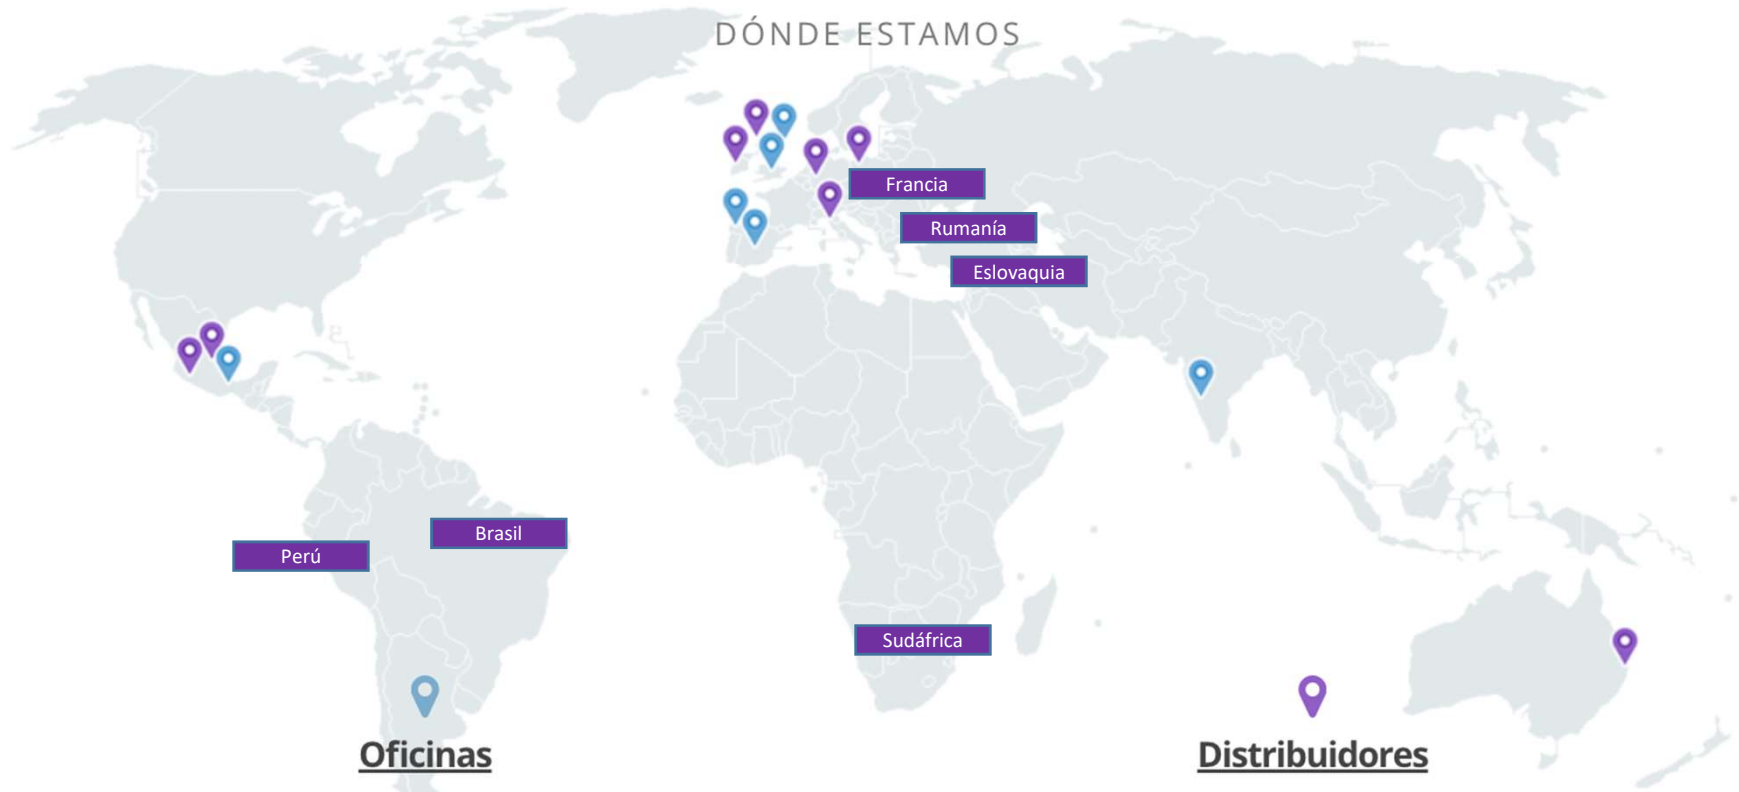 DÓNDE ESTAMOS
Francia
Rumanía
Eslovaquia
Brasil
Perú
Sudáfrica
Oficinas
Distribuidores